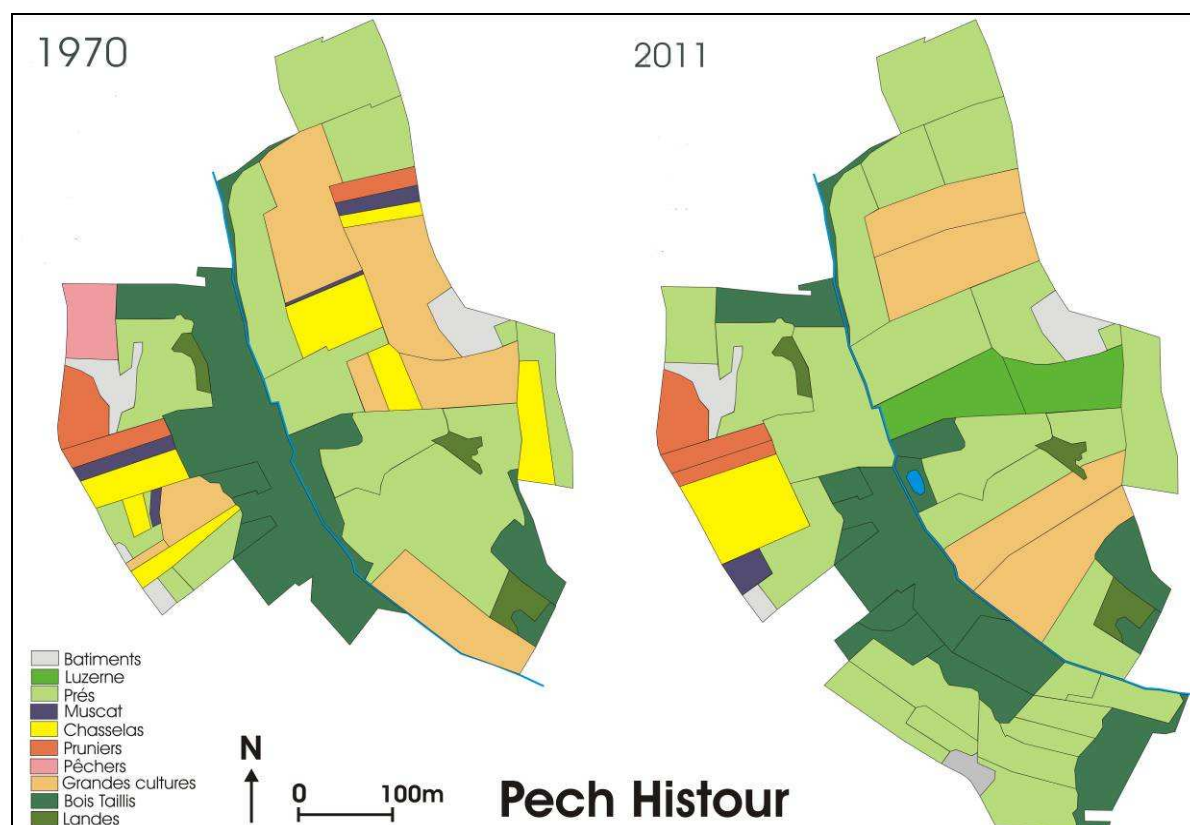 1970
2011
Batiments
Luzerne
Prés
Muscat
Chasselas
Pruniers
Pêchers
Grandes cultures
Bois Taillis
Landes
N
0 100m
Pech Histour